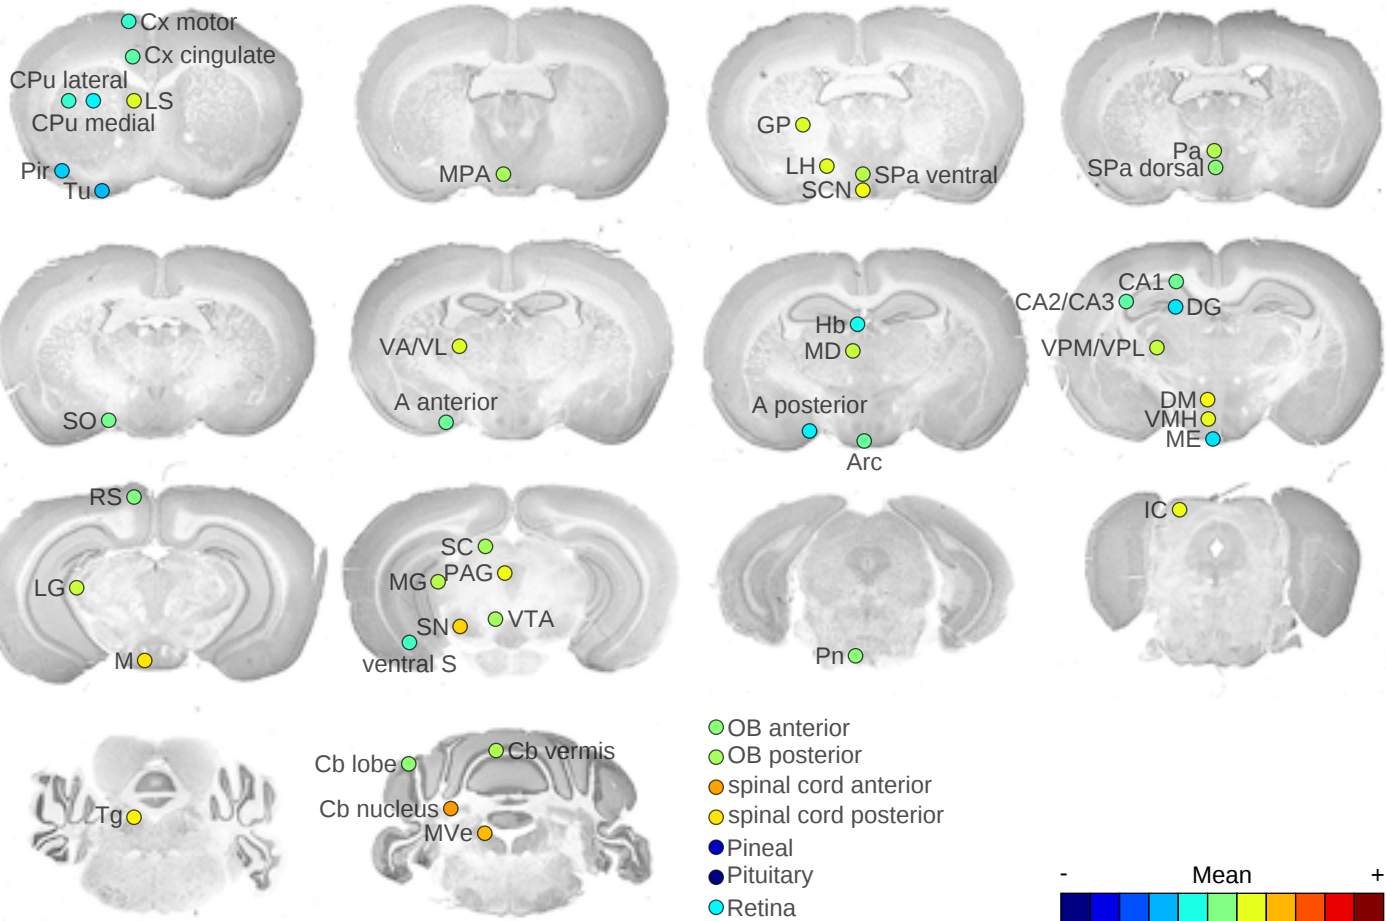 Cx motor
Cx cingulate
CPu lateral
LS
CPu medial
Pir
Tu
MPA
GP
LH
SPa ventral
SCN
Pa
SPa dorsal
SO
VA/VL
A anterior
Hb
MD
A posterior
Arc
CA1
CA2/CA3
DG
VPM/VPL
DM
VMH
ME
RS
LG
M
SC
MG
PAG
SN
VTA
ventral S
Pn
IC
Tg
Cb lobe
Cb vermis
Cb nucleus
MVe
OB anterior
OB posterior
spinal cord anterior
spinal cord posterior
Pineal
Pituitary
Retina
- Mean +